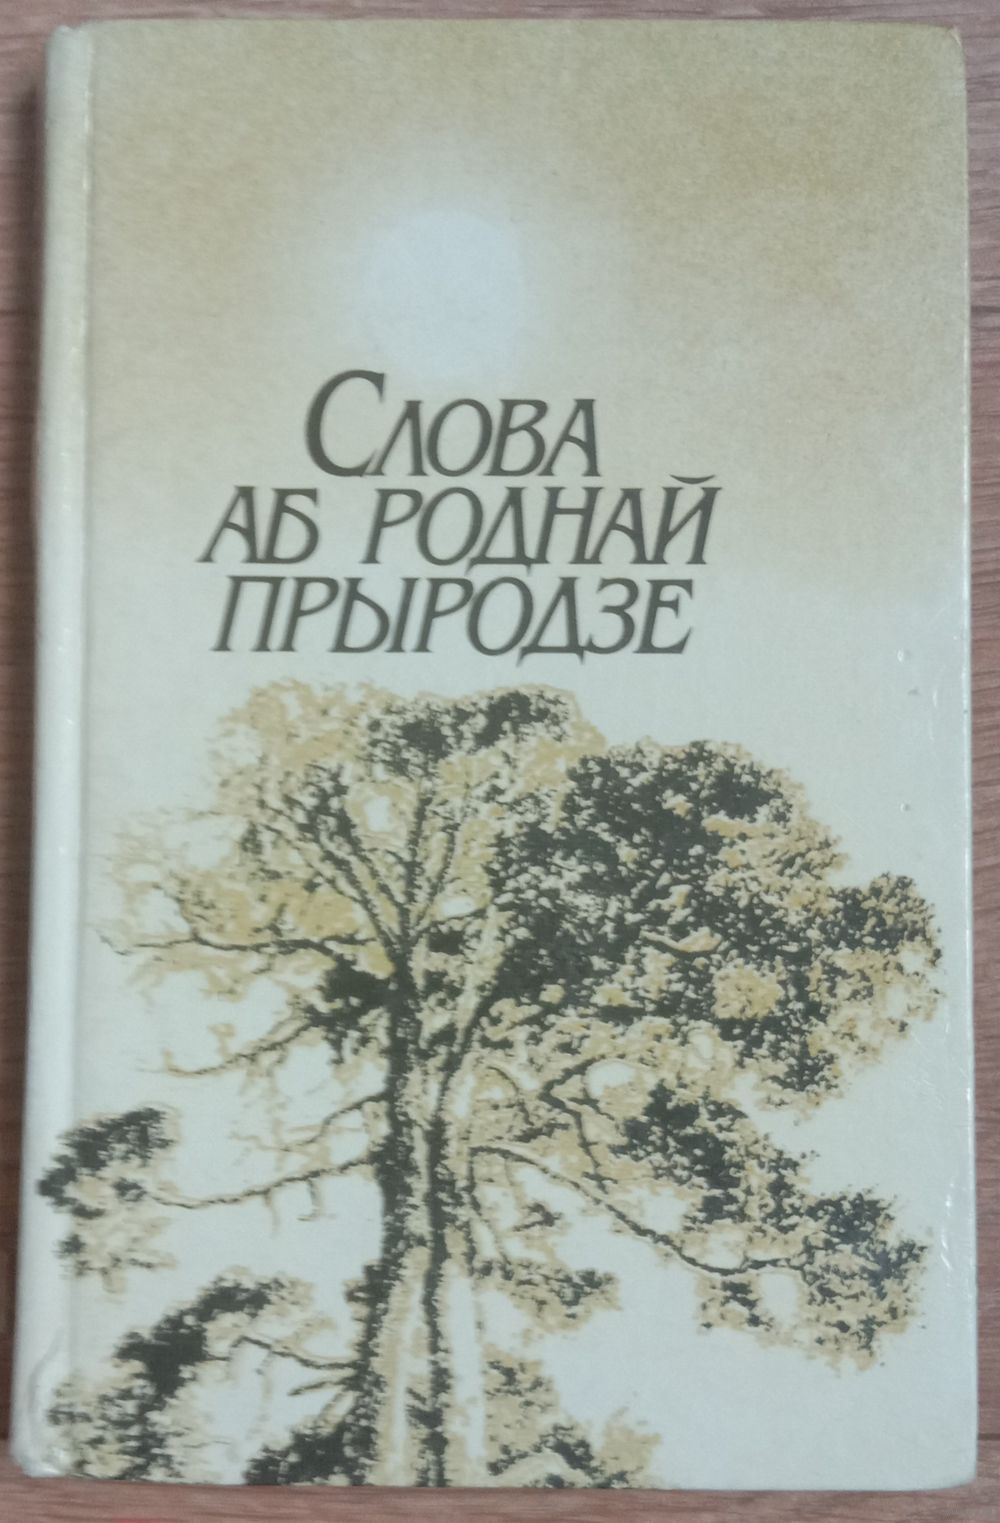 Слова
аб роднай
прыродзе